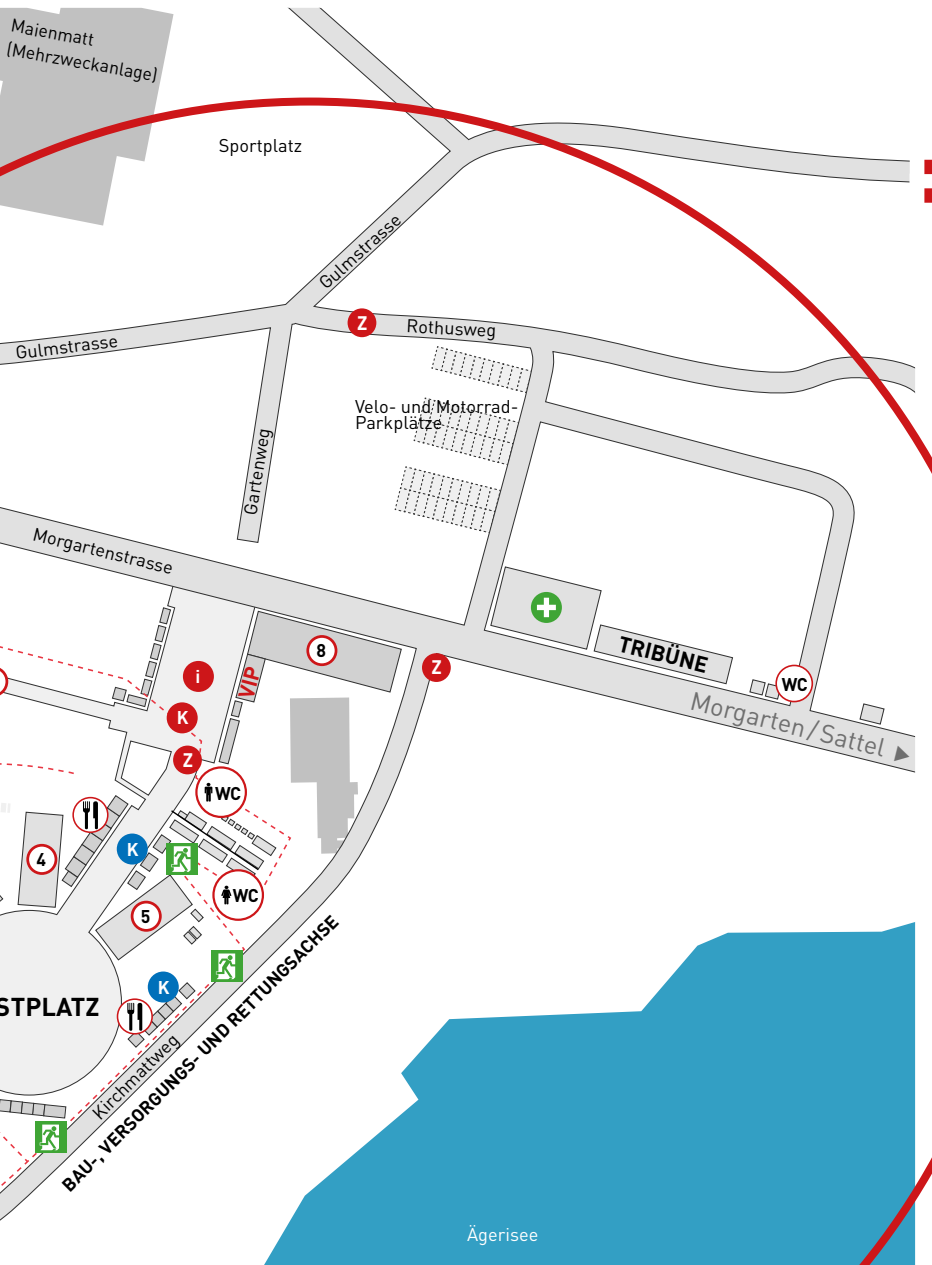 Maienmatt
(Mehrzweckanlage)
Sportplatz
Gulmstrasse
Z
Rothusweg
Gulmstrasse
Velo- und Motorrad-
Parkplätze
Gartenweg
Morgartenstrasse
8
TRIBÜNE
Z
i
VIP
WC
K
Morgarten/Sattel
Z
WC
K
4
WC
5
K
STPLATZ
Kirchmattweg
BAU-, VERSORGUNGS- UND RETTUNGSACHSE
Ägerisee